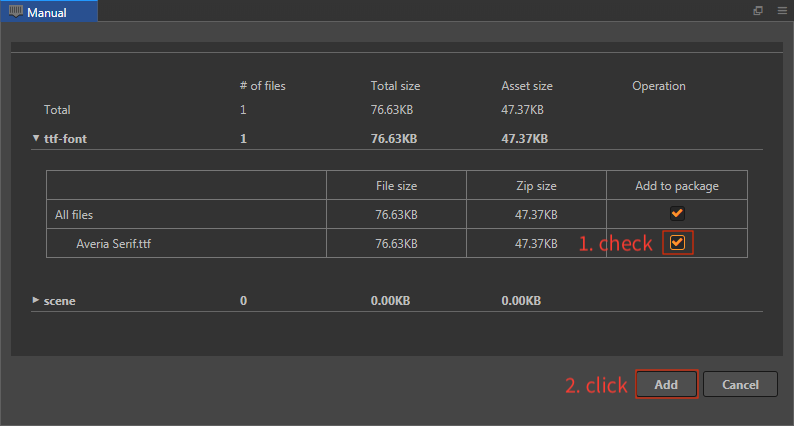 Manual
# of files Total size Asset size Operation
Total 1 76.63KB 47.37KB
ttf-font 1 76.63KB 47.37KB
File size Zip size Add to package
All files 76.63KB 47.37KB
Averia Serif.ttf 76.63KB 47.37KB 1. check
scene 0 0.00KB 0.00KB
2. click Add Cancel